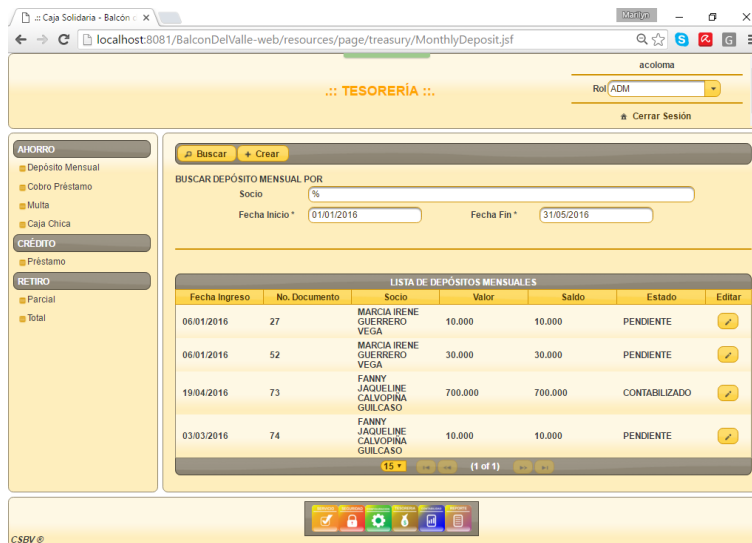 .:: Caja Solidaria - Balcón
Marilyn
localhost:8081/BalconDelValle-web/resources/page/treasury/MonthlyDeposit.jsf
acoloma
.:: TESORERÍA ::.
Rol ADM
Cerrar Sesión
AHORRO
Depósito Mensual
Cobro Préstamo
Multa
Caja Chica
CRÉDITO
Préstamo
RETIRO
Parcial
Total
Buscar + Crear
BUSCAR DEPÓSITO MENSUAL POR
Socio %
Fecha Inicio * 01/01/2016 Fecha Fin * 31/05/2016
LISTA DE DEPÓSITOS MENSUALES
Fecha Ingreso No. Documento Socio Valor Saldo Estado Editar
06/01/2016 27 MARCIA IRENE GUERRERO VEGA 10.000 10.000 PENDIENTE
06/01/2016 52 MARCIA IRENE GUERRERO VEGA 30.000 30.000 PENDIENTE
19/04/2016 73 FANNY JAQUELINE CALVOPIÑA GUILCASO 700.000 700.000 CONTABILIZADO
03/03/2016 74 FANNY JAQUELINE CALVOPIÑA GUILCASO 10.000 10.000 PENDIENTE
15 (1 of 1)
CSBV ®